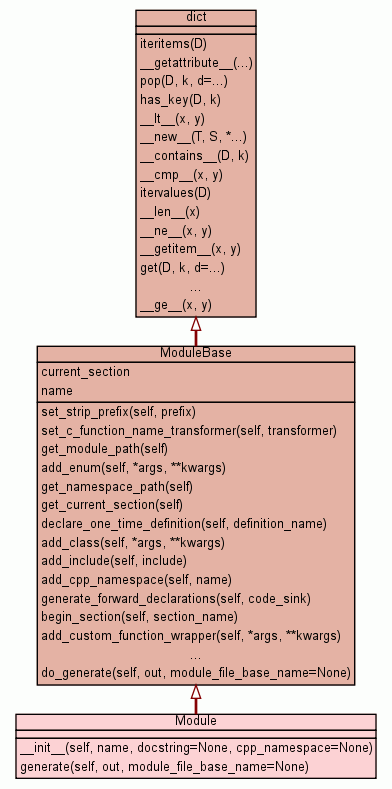 dict
iteritems(D)
__getattribute__(...)
pop(D, k, d=...)
has_key(D, k)
__lt__(x, y)
__new__(T, S, *...)
__contains__(D, k)
__cmp__(x, y)
itervalues(D)
__len__(x)
__ne__(x, y)
__getitem__(x, y)
get(D, k, d=...)
...
__ge__(x, y)
ModuleBase
current_section
name
set_strip_prefix(self, prefix)
set_c_function_name_transformer(self, transformer)
get_module_path(self)
add_enum(self, *args, **kwargs)
get_namespace_path(self)
get_current_section(self)
declare_one_time_definition(self, definition_name)
add_class(self, *args, **kwargs)
add_include(self, include)
add_cpp_namespace(self, name)
generate_forward_declarations(self, code_sink)
begin_section(self, section_name)
add_custom_function_wrapper(self, *args, **kwargs)
...
do_generate(self, out, module_file_base_name=None)
Module
__init__(self, name, docstring=None, cpp_namespace=None)
generate(self, out, module_file_base_name=None)